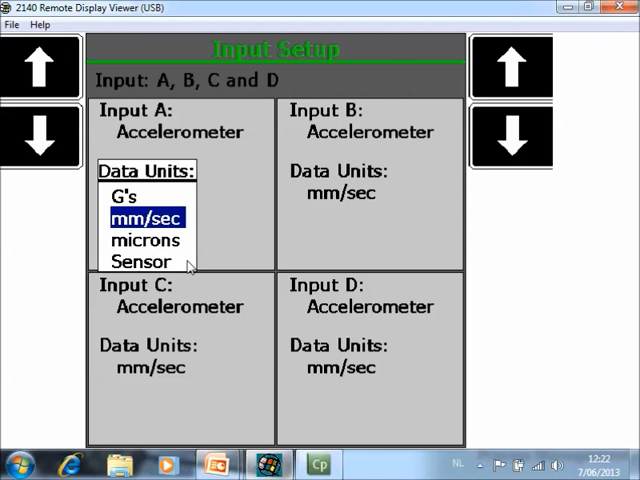 2140 Remote Display Viewer (USB)
File Help
Input Setup
Input: A, B, C and D
Input A:
Accelerometer
Data Units:
G's
mm/sec
microns
Sensor
Input B:
Accelerometer
Data Units:
mm/sec
Input C:
Accelerometer
Data Units:
mm/sec
Input D:
Accelerometer
Data Units:
mm/sec
Cp
NL
12:22
7/06/2013